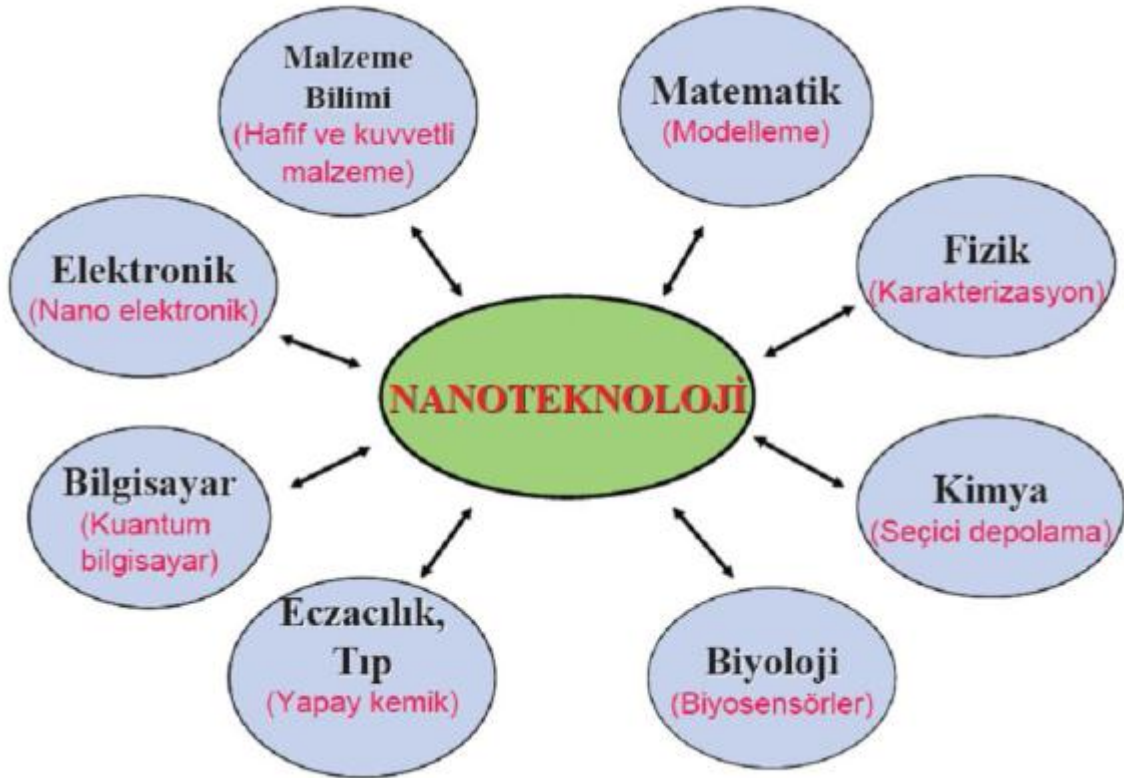 Malzeme
Bilimi
(Hafif ve kuvvetli
malzeme)
Matematik
(Modelleme)
Elektronik
(Nano elektronik)
Fizik
(Karakterizasyon)
NANOTEKNOLOJİ
Bilgisayar
(Kuantum
bilgisayar)
Kimya
(Seçici depolama)
Eczacılık,
Tıp
(Yapay kemik)
Biyoloji
(Biyosensörler)